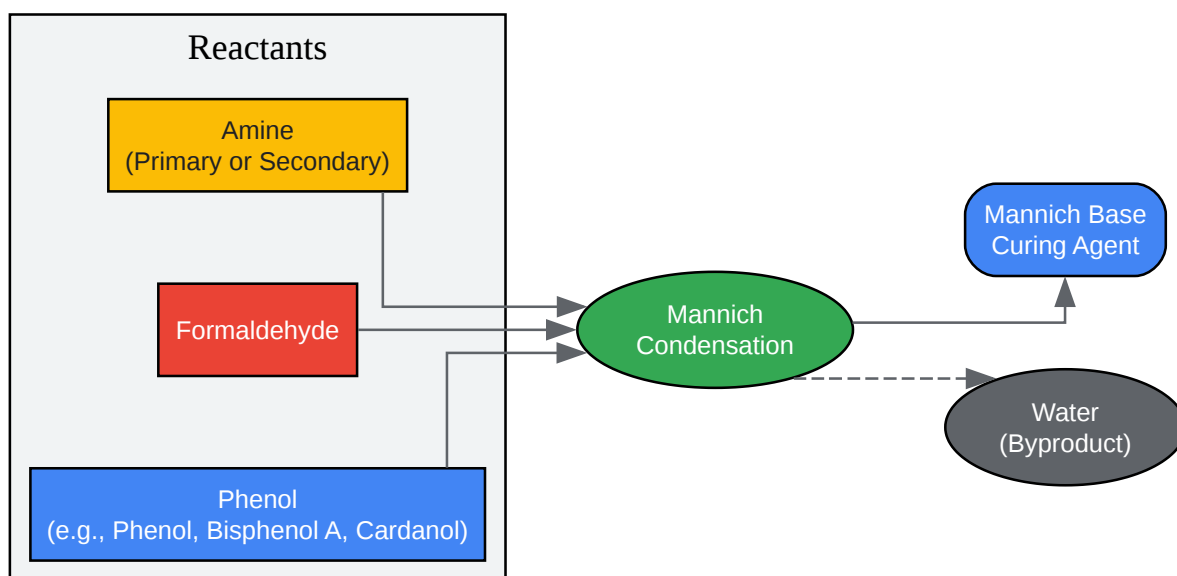 Reactants
Amine
(Primary or Secondary)
Formaldehyde
Phenol
(e.g., Phenol, Bisphenol A, Cardanol)
Mannich
Condensation
Mannich Base
Curing Agent
Water
(Byproduct)